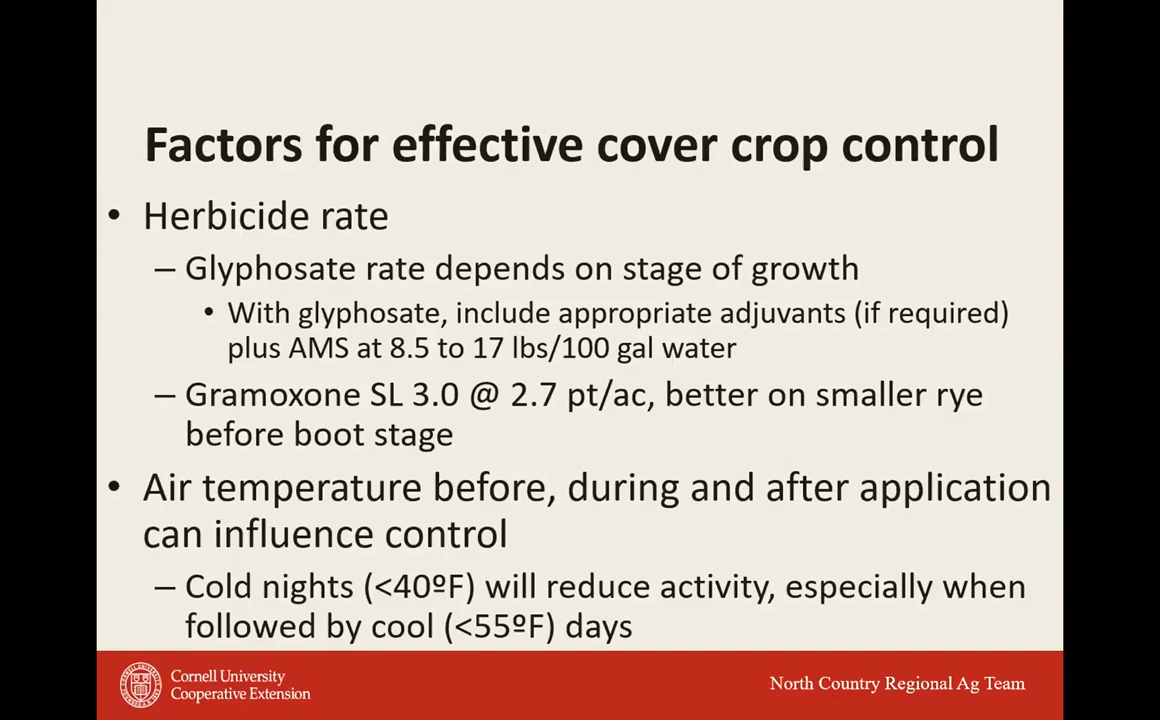 Factors for effective cover crop control
• Herbicide rate
– Glyphosate rate depends on stage of growth
• With glyphosate, include appropriate adjuvants (if required)
plus AMS at 8.5 to 17 lbs/100 gal water
– Gramoxone SL 3.0 @ 2.7 pt/ac, better on smaller rye
before boot stage
• Air temperature before, during and after application
can influence control
– Cold nights (<40ºF) will reduce activity, especially when
followed by cool (<55ºF) days
Cornell University
Cooperative Extension
North Country Regional Ag Team